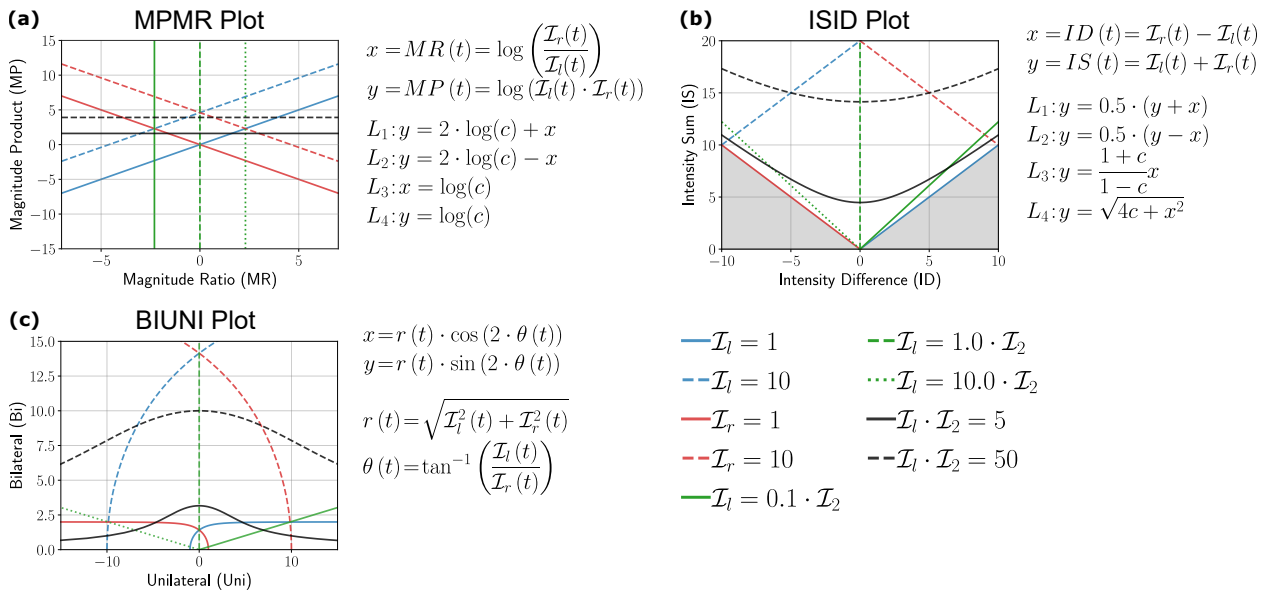 (a) MPMR Plot
Magnitude Product (MP)
15
10
5
0
−5
−10
−15
−5 0 5
Magnitude Ratio (MR)
x = MR (t) = log (I_r(t) / I_l(t))
y = MP (t) = log (I_l(t) · I_r(t))
L_1: y = 2 · log(c) + x
L_2: y = 2 · log(c) − x
L_3: x = log(c)
L_4: y = log(c)
(b) ISID Plot
Intensity Sum (IS)
20
15
10
5
0
−10 −5 0 5 10
Intensity Difference (ID)
x = ID (t) = I_r(t) − I_l(t)
y = IS (t) = I_l(t) + I_r(t)
L_1: y = 0.5 · (y + x)
L_2: y = 0.5 · (y − x)
L_3: y = (1 + c)/(1 − c) x
L_4: y = √(4c + x²)
(c) BIUNI Plot
Bilateral (Bi)
15.0
12.5
10.0
7.5
5.0
2.5
0.0
−10 0 10
Unilateral (Uni)
x = r (t) · cos (2 · θ (t))
y = r (t) · sin (2 · θ (t))
r (t) = √(I_l² (t) + I_r² (t))
θ (t) = tan⁻¹ (I_l (t) / I_r (t))
I_l = 1
I_l = 10
I_r = 1
I_r = 10
I_l = 0.1 · I_2
I_l = 1.0 · I_2
I_l = 10.0 · I_2
I_l · I_2 = 5
I_l · I_2 = 50